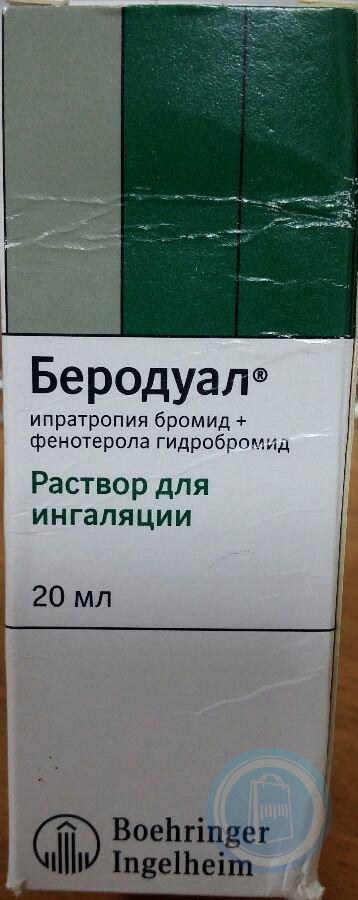 Беродуал®
ипратропия бромид +
фенотерола гидробромид
Раствор для
ингаляции
20 мл
Boehringer
Ingelheim